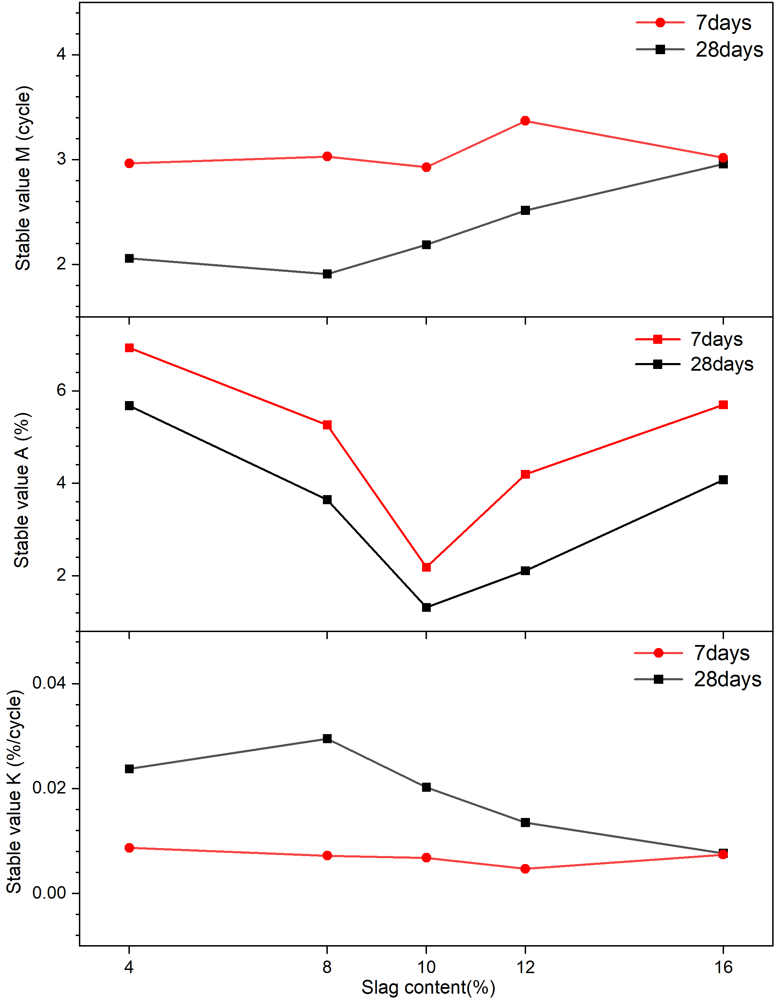 7days
28days
4
3
2
Stable value M (cycle)
7days
28days
6
4
2
Stable value A (%)
7days
28days
0.04
0.02
0.00
Stable value K (%/cycle)
4 8 10 12 16
Slag content(%)